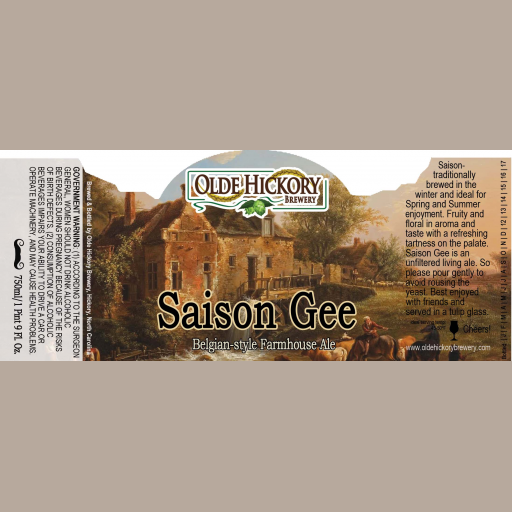 OLDE HICKORY
BREWERY
Saison Gee
Belgian-style Farmhouse Ale
GOVERNMENT WARNING: (1) ACCORDING TO THE SURGEON
GENERAL, WOMEN SHOULD NOT DRINK ALCOHOLIC
BEVERAGES DURING PREGNANCY BECAUSE OF THE RISKS
OF BIRTH DEFECTS. (2) CONSUMPTION OF ALCOHOLIC
BEVERAGES IMPAIRS YOUR ABILITY TO DRIVE A CAR OR
OPERATE MACHINERY, AND MAY CAUSE HEALTH PROBLEMS.
750ml/1 Pint 9 Fl. Oz.
Brewed & Bottled by Olde Hickory Brewery, Hickory, North Carolina
Saison-
traditionally
brewed in the
winter and ideal for
Spring and Summer
enjoyment. Fruity and
floral in aroma and
taste with a refreshing
tartness on the palate.
Saison Gee is an
unfiltered living ale. So
please pour gently to
avoid rousing the
yeast. Best enjoyed
with friends and
served in a tulip glass.
Cheers!
www.oldehickorybrewery.com